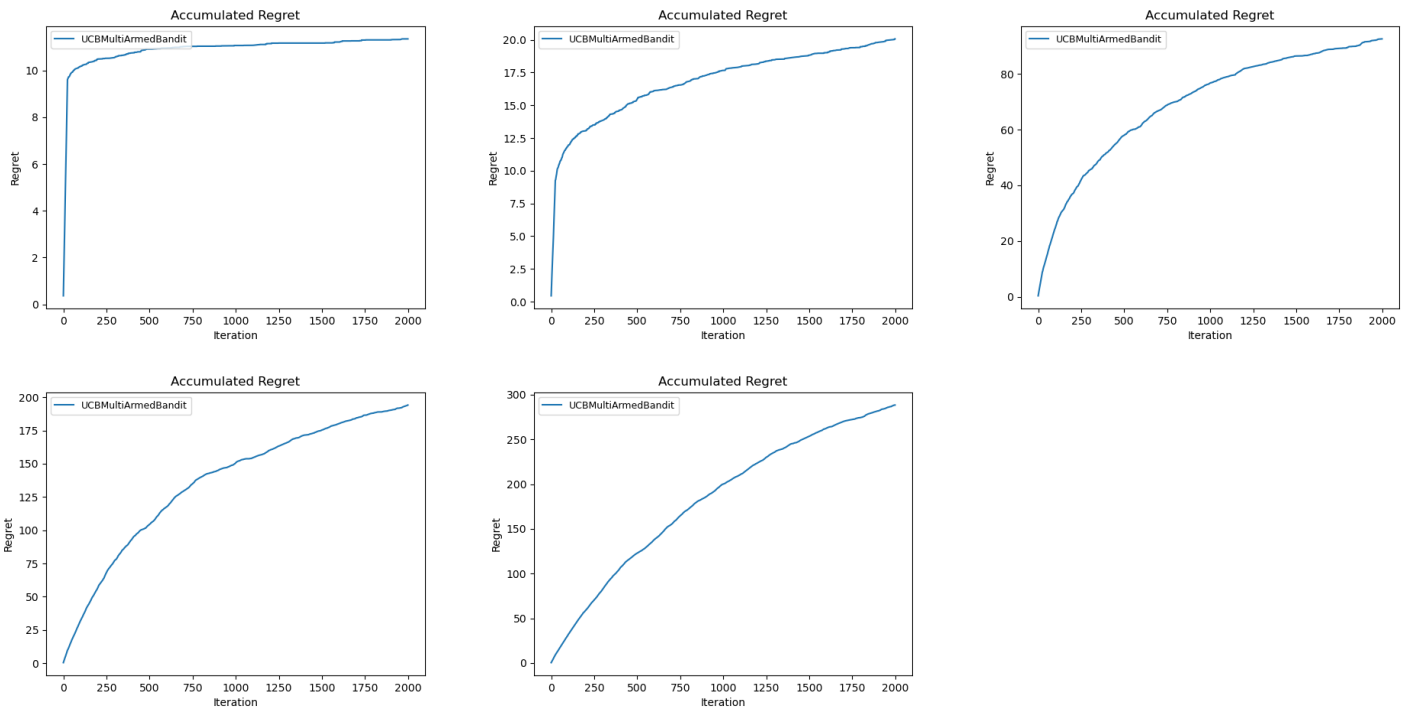 Accumulated Regret
UCBMultiArmedBandit
10
8
6
4
2
0
Regret
0 250 500 750 1000 1250 1500 1750 2000
Iteration
Accumulated Regret
UCBMultiArmedBandit
20.0
17.5
15.0
12.5
10.0
7.5
5.0
2.5
0.0
Regret
0 250 500 750 1000 1250 1500 1750 2000
Iteration
Accumulated Regret
UCBMultiArmedBandit
80
60
40
20
0
Regret
0 250 500 750 1000 1250 1500 1750 2000
Iteration
Accumulated Regret
UCBMultiArmedBandit
200
175
150
125
100
75
50
25
0
Regret
0 250 500 750 1000 1250 1500 1750 2000
Iteration
Accumulated Regret
UCBMultiArmedBandit
300
250
200
150
100
50
0
Regret
0 250 500 750 1000 1250 1500 1750 2000
Iteration